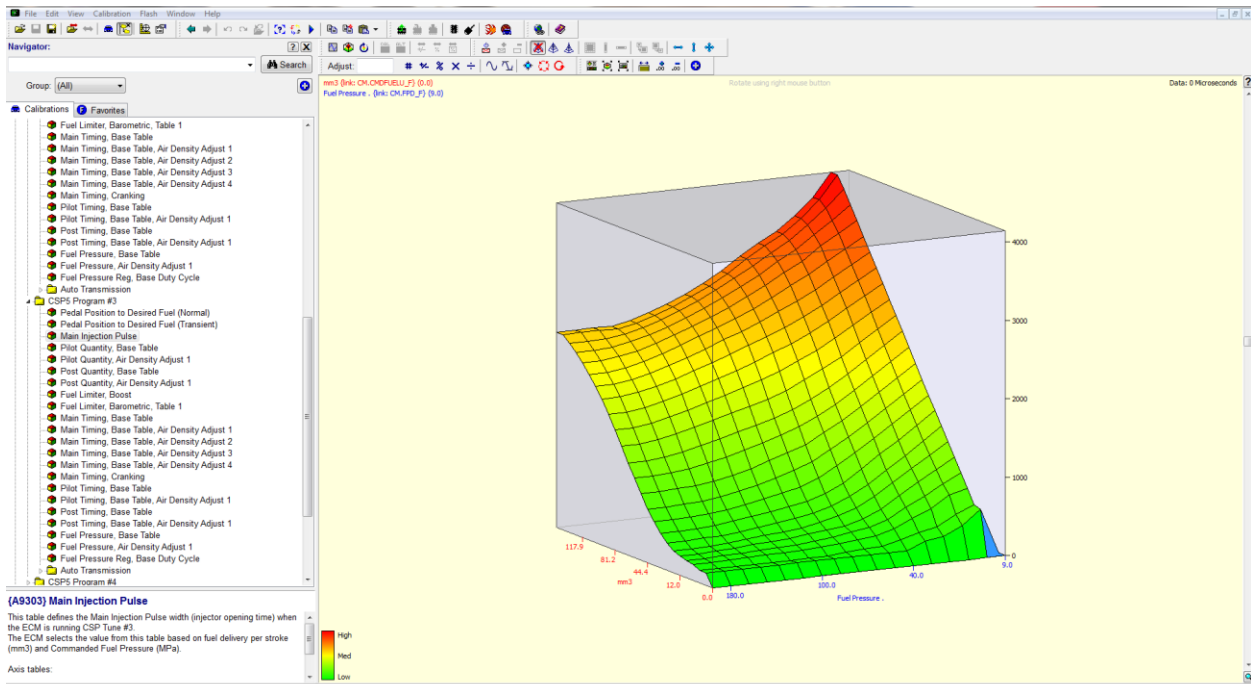 File Edit View Calibration Flash Window Help
Navigator:
Search
Adjust:
Group: (All)
Calibrations
F Favorites
Fuel Limiter, Barometric, Table 1
Main Timing, Base Table
Main Timing, Base Table, Air Density Adjust 1
Main Timing, Base Table, Air Density Adjust 2
Main Timing, Base Table, Air Density Adjust 3
Main Timing, Base Table, Air Density Adjust 4
Main Timing, Cranking
Pilot Timing, Base Table
Pilot Timing, Base Table, Air Density Adjust 1
Post Timing, Base Table
Post Timing, Base Table, Air Density Adjust 1
Fuel Pressure, Base Table
Fuel Pressure, Air Density Adjust 1
Fuel Pressure Reg, Base Duty Cycle
Auto Transmission
CSP5 Program #3
Pedal Position to Desired Fuel (Normal)
Pedal Position to Desired Fuel (Transient)
Main Injection Pulse
Pilot Quantity, Base Table
Pilot Quantity, Air Density Adjust 1
Post Quantity, Base Table
Post Quantity, Air Density Adjust 1
Fuel Limiter, Boost
Fuel Limiter, Barometric, Table 1
Main Timing, Base Table
Main Timing, Base Table, Air Density Adjust 1
Main Timing, Base Table, Air Density Adjust 2
Main Timing, Base Table, Air Density Adjust 3
Main Timing, Base Table, Air Density Adjust 4
Main Timing, Cranking
Pilot Timing, Base Table
Pilot Timing, Base Table, Air Density Adjust 1
Post Timing, Base Table
Post Timing, Base Table, Air Density Adjust 1
Fuel Pressure, Base Table
Fuel Pressure, Air Density Adjust 1
Fuel Pressure Reg, Base Duty Cycle
Auto Transmission
CSP5 Program #4
{A9303} Main Injection Pulse
This table defines the Main Injection Pulse width (injector opening time) when
the ECM is running CSP Tune #3.
The ECM selects the value from this table based on fuel delivery per stroke
(mm3) and Commanded Fuel Pressure (MPa).
Axis tables:
mm3 {link: CM.CMDFUELU_F} (0.0)
Fuel Pressure . {link: CM.FPD_F} (9.0)
Rotate using right mouse button
Data: 0 Microseconds
4000
3000
2000
1000
0
117.9
81.2
44.4
12.0
0.0
mm3
180.0
100.0
40.0
9.0
Fuel Pressure .
High
Med
Low